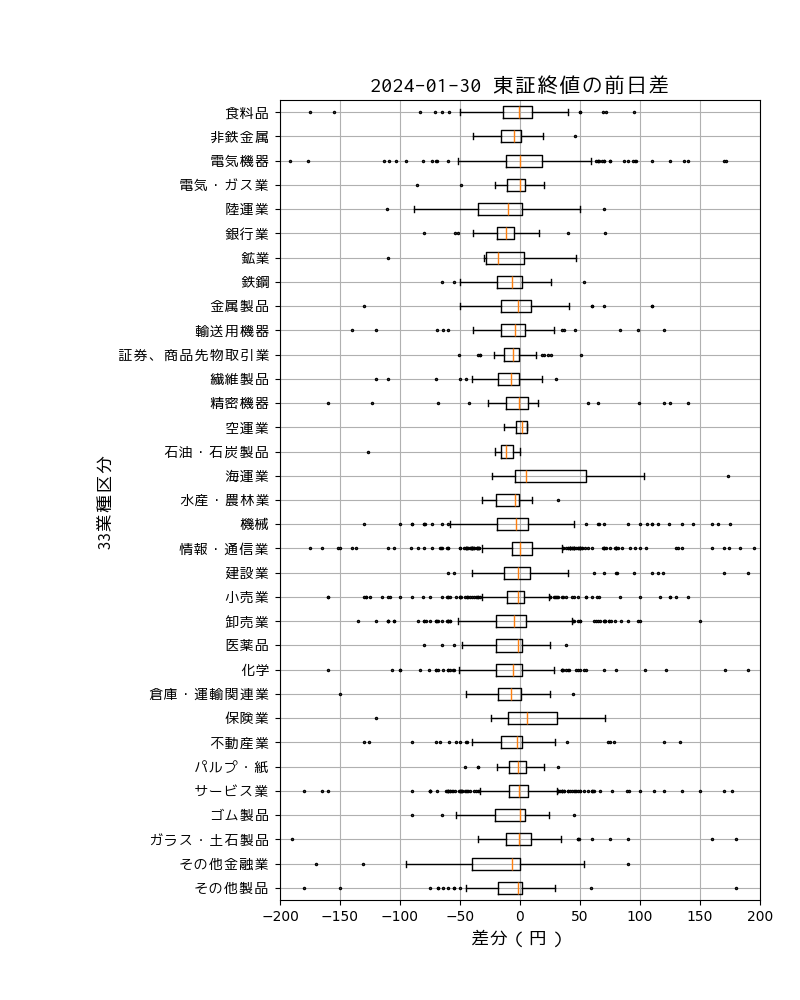 2024-01-30 東証終値の前日差
食料品
非鉄金属
電気機器
電気・ガス業
陸運業
銀行業
鉱業
鉄鋼
金属製品
輸送用機器
証券、商品先物取引業
繊維製品
精密機器
空運業
石油・石炭製品
海運業
水産・農林業
機械
情報・通信業
建設業
小売業
卸売業
医薬品
化学
倉庫・運輸関連業
保険業
不動産業
パルプ・紙
サービス業
ゴム製品
ガラス・土石製品
その他金融業
その他製品
33業種区分
−200 −150 −100 −50 0 50 100 150 200
差分（円）